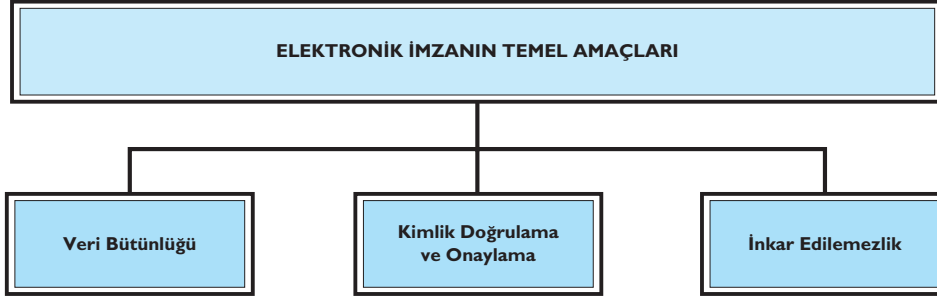 ELEKTRONİK İMZANIN TEMEL AMAÇLARI
Veri Bütünlüğü
Kimlik Doğrulama
ve Onaylama
İnkar Edilemezlik